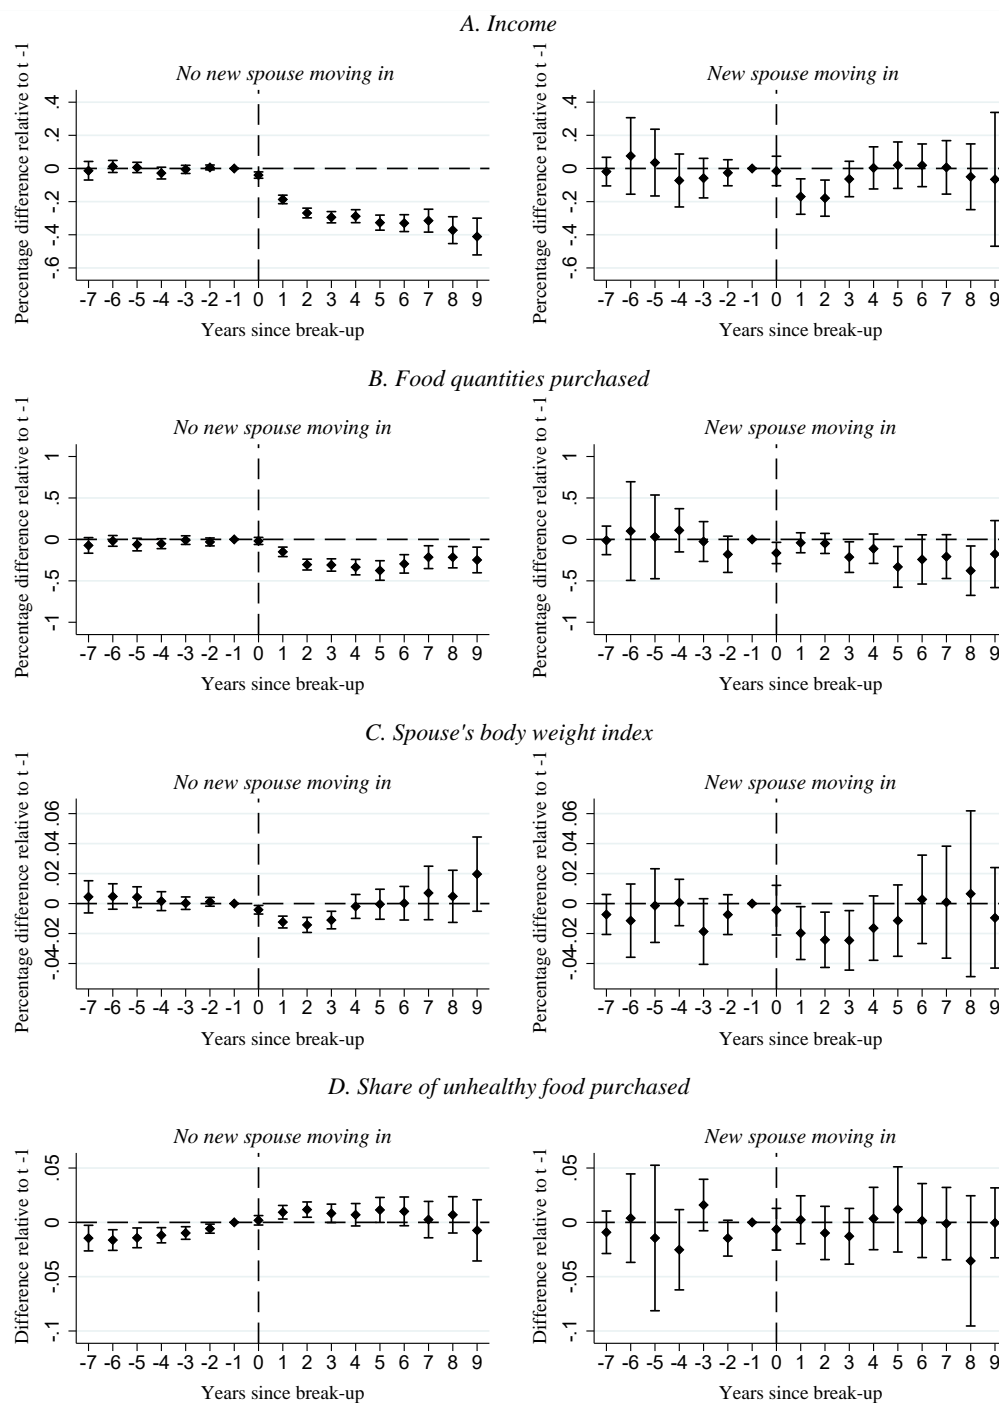 A. Income
No new spouse moving in
New spouse moving in
Percentage difference relative to t -1
.4
.2
0
-.2
-.4
-.6
-7 -6 -5 -4 -3 -2 -1 0 1 2 3 4 5 6 7 8 9
Years since break-up
Percentage difference relative to t -1
.4
.2
0
-.2
-.4
-.6
-7 -6 -5 -4 -3 -2 -1 0 1 2 3 4 5 6 7 8 9
Years since break-up
B. Food quantities purchased
No new spouse moving in
New spouse moving in
Percentage difference relative to t -1
1
.5
0
-.5
-1
-7 -6 -5 -4 -3 -2 -1 0 1 2 3 4 5 6 7 8 9
Years since break-up
Percentage difference relative to t -1
1
.5
0
-.5
-1
-7 -6 -5 -4 -3 -2 -1 0 1 2 3 4 5 6 7 8 9
Years since break-up
C. Spouse's body weight index
No new spouse moving in
New spouse moving in
Percentage difference relative to t -1
.06
.04
.02
0
-.02
-.04
-7 -6 -5 -4 -3 -2 -1 0 1 2 3 4 5 6 7 8 9
Years since break-up
Percentage difference relative to t -1
.06
.04
.02
0
-.02
-.04
-7 -6 -5 -4 -3 -2 -1 0 1 2 3 4 5 6 7 8 9
Years since break-up
D. Share of unhealthy food purchased
No new spouse moving in
New spouse moving in
Difference relative to t -1
.05
0
-.05
-.1
-7 -6 -5 -4 -3 -2 -1 0 1 2 3 4 5 6 7 8 9
Years since break-up
Difference relative to t -1
.05
0
-.05
-.1
-7 -6 -5 -4 -3 -2 -1 0 1 2 3 4 5 6 7 8 9
Years since break-up